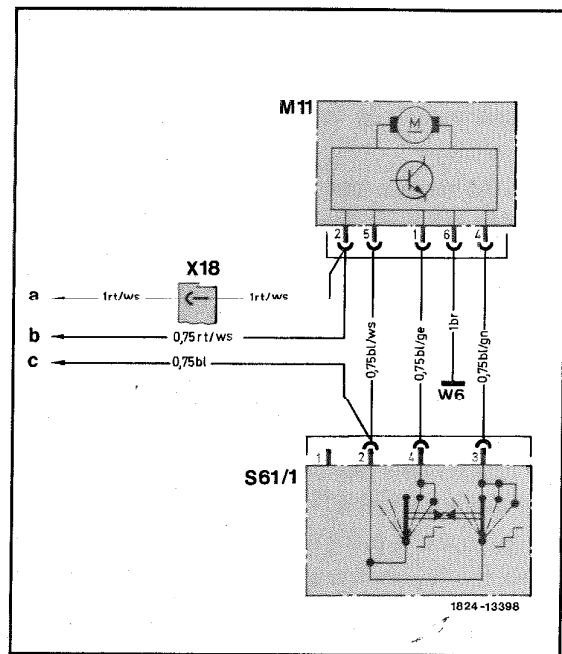 M11
M
2 5 1 6 4
X18
a 1rt/ws 1rt/ws
b 0,75rt/ws
c 0,75bl
0,75bl/ws
0,75bl/ge
1br
0,75bl/gn
W6
1 2 4 3
S61/1
1824-13398